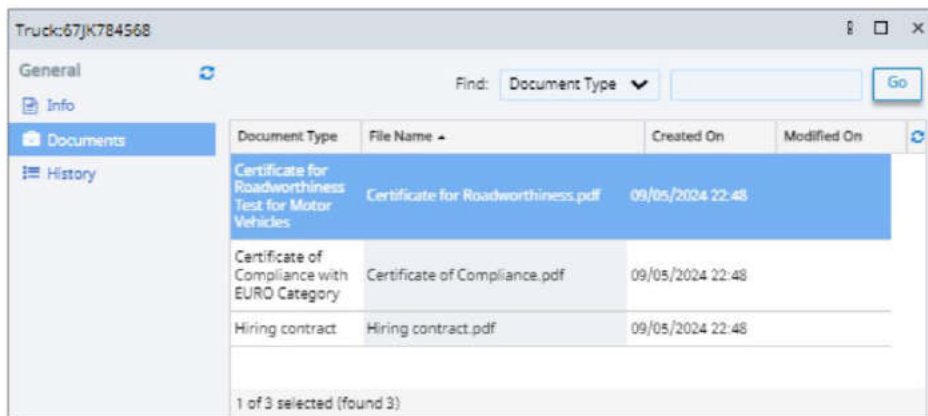 Truck:67JK784568
General
Info
Documents
History
Find: Document Type Go
Document Type File Name Created On Modified On
Certificate for
Roadworthiness
Test for Motor
Vehicles
Certificate for Roadworthiness.pdf 09/05/2024 22:48
Certificate of
Compliance with
EURO Category
Certificate of Compliance.pdf 09/05/2024 22:48
Hiring contract Hiring contract.pdf 09/05/2024 22:48
1 of 3 selected (found 3)